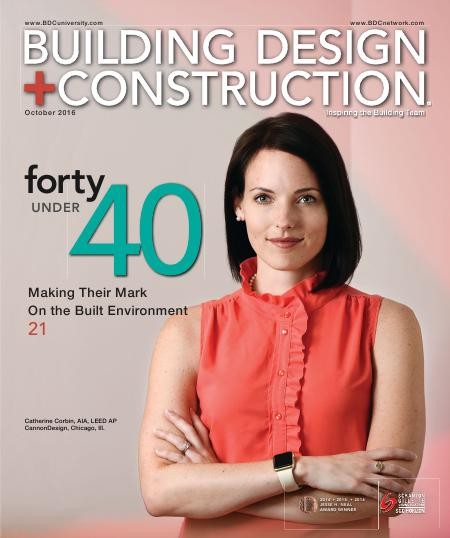 www.BDCuniversity.com
www.BDCnetwork.com
BUILDING DESIGN
+CONSTRUCTION®
October 2016
Inspiring the Building Team
forty
UNDER
40
Making Their Mark
On the Built Environment
21
Catherine Corbin, AIA, LEED AP
CannonDesign, Chicago, Ill.
2014 • 2015 • 2016
JESSE H. NEAL
AWARD WINNER
SCRANTON
GILLETTE